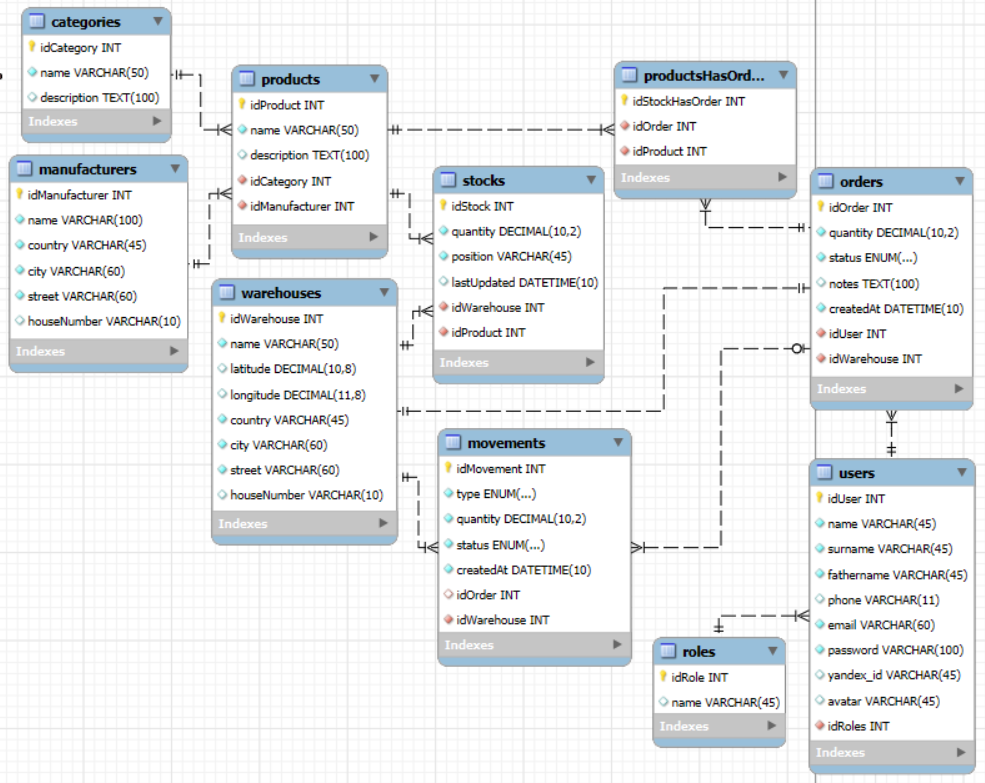 categories
idCategory INT
name VARCHAR(50)
description TEXT(100)
Indexes
manufacturers
idManufacturer INT
name VARCHAR(100)
country VARCHAR(45)
city VARCHAR(60)
street VARCHAR(60)
houseNumber VARCHAR(10)
Indexes
products
idProduct INT
name VARCHAR(50)
description TEXT(100)
idCategory INT
idManufacturer INT
Indexes
warehouses
idWarehouse INT
name VARCHAR(50)
latitude DECIMAL(10,8)
longitude DECIMAL(11,8)
country VARCHAR(45)
city VARCHAR(60)
street VARCHAR(60)
houseNumber VARCHAR(10)
Indexes
stocks
idStock INT
quantity DECIMAL(10,2)
position VARCHAR(45)
lastUpdated DATETIME(10)
idWarehouse INT
idProduct INT
Indexes
movements
idMovement INT
type ENUM(...)
quantity DECIMAL(10,2)
status ENUM(...)
createdAt DATETIME(10)
idOrder INT
idWarehouse INT
Indexes
productsHasOrd...
idStockHasOrder INT
idOrder INT
idProduct INT
Indexes
orders
idOrder INT
quantity DECIMAL(10,2)
status ENUM(...)
notes TEXT(100)
createdAt DATETIME(10)
idUser INT
idWarehouse INT
Indexes
roles
idRole INT
name VARCHAR(45)
Indexes
users
idUser INT
name VARCHAR(45)
surname VARCHAR(45)
fathername VARCHAR(45)
phone VARCHAR(11)
email VARCHAR(60)
password VARCHAR(100)
yandex_id VARCHAR(45)
avatar VARCHAR(45)
idRoles INT
Indexes